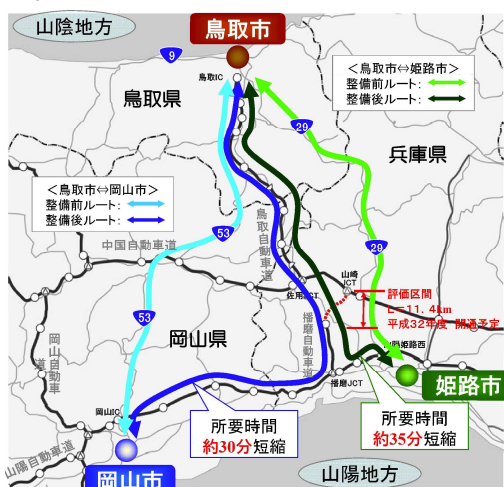 山陰地方
鳥取市
9
53
鳥取IC
鳥取県
＜鳥取市⇔姫路市＞
整備前ルート：
整備後ルート：
29
兵庫県
＜鳥取市⇔岡山市＞
整備前ルート：
整備後ルート：
53
鳥取自動車道
29
中国自動車道
山崎
JCT
佐用JCT
評価区間
L=11.4km
平成32年度 開通予定
53
岡山県
播磨自動車道
岡山自動車道
播磨JCT
姫路市
岡山IC
所要時間
約30分短縮
所要時間
約35分短縮
山陽自動車道
岡山市
山陽地方